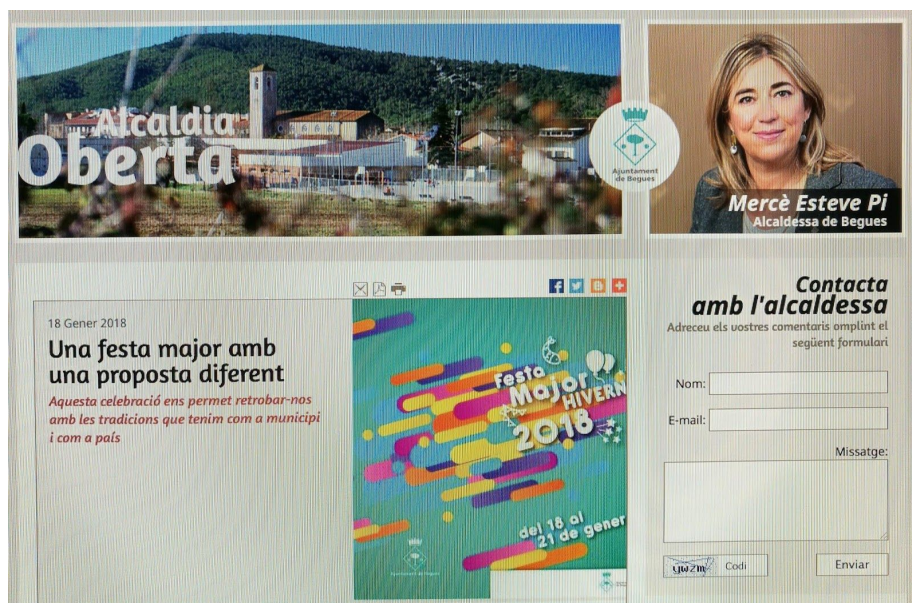 Alcaldia
Oberta
Ajuntament
de Begues
Mercè Esteve Pi
Alcaldessa de Begues
18 Gener 2018
Una festa major amb
una proposta diferent
Aquesta celebració ens permet retrobar-nos
amb les tradicions que tenim com a municipi
i com a país
Festa
Major
HIVERN
2018
del 18 al
21 de gener
Ajuntament de Begues
Contacta
amb l'alcaldessa
Adreceu els vostres comentaris omplint el
següent formulari
Nom:
E-mail:
Missatge:
ywzm
Codi
Enviar